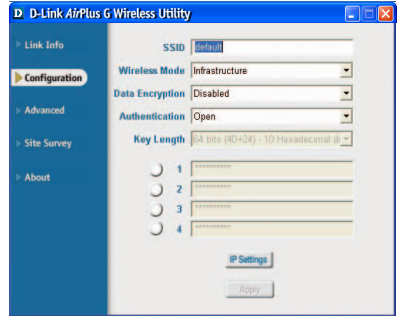 D D-Link AirPlus G Wireless Utility
Link Info
Configuration
Advanced
Site Survey
About
SSID default
Wireless Mode Infrastructure
Data Encryption Disabled
Authentication Open
Key Length 64 bits (40+24) - 10 Hexadecimal di
1 **********
2 **********
3 **********
4 **********
IP Settings
Apply